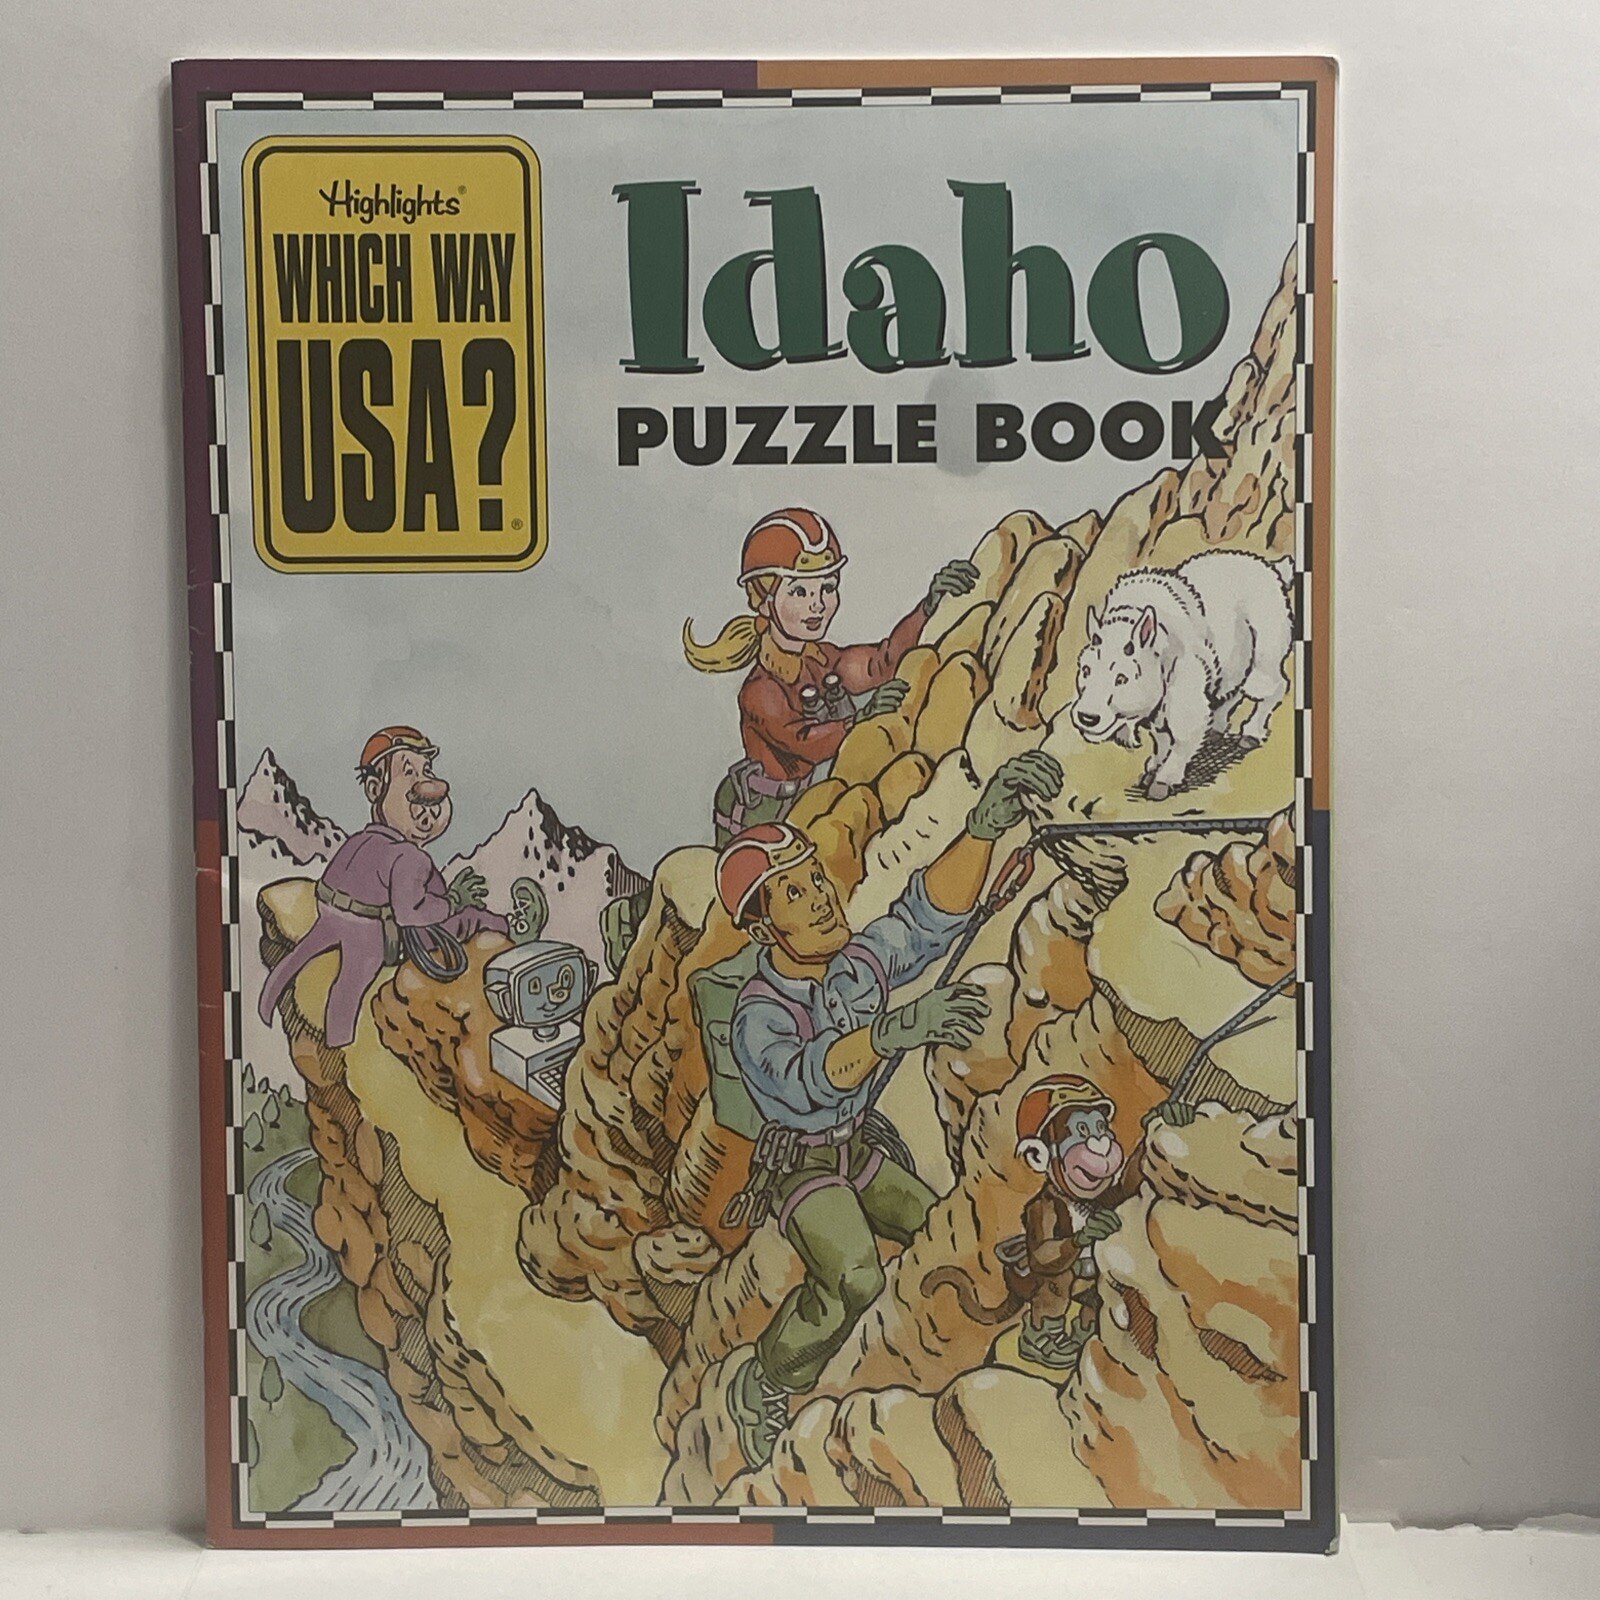 Highlights®
WHICH WAY
USA?®
Idaho
PUZZLE BOOK